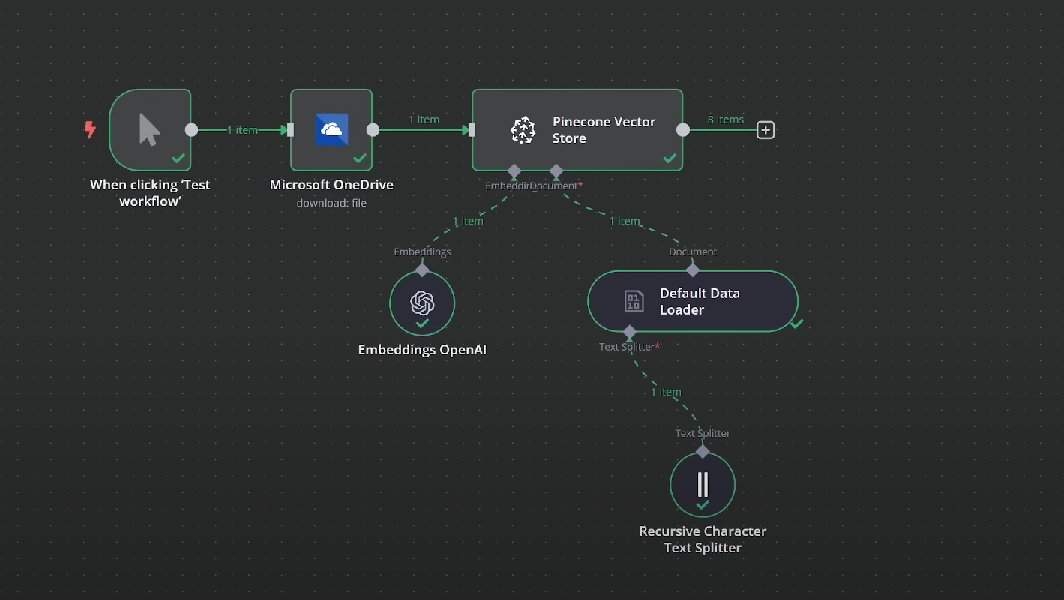 1 item
1 item
8 items
Pinecone Vector
Store
When clicking ‘Test
workflow’
Microsoft OneDrive
download: file
Document*
1 item
1 item
Embeddings
Document
Default Data
Loader
Embeddings OpenAI
Text Splitter*
1 item
Text Splitter
Recursive Character
Text Splitter